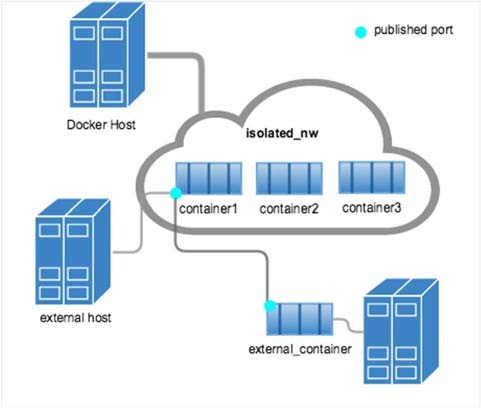 published port
Docker Host
isolated_nw
container1
container2
container3
external host
external_container